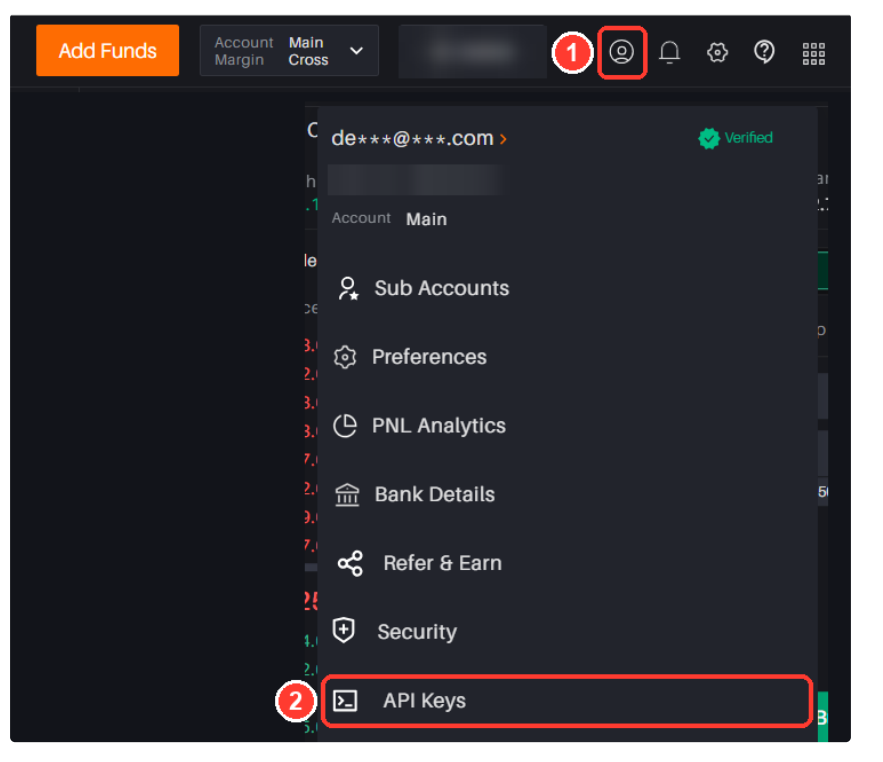 Add Funds
Account Main
Margin Cross
1
de***@***.com >
Verified
Account Main
Sub Accounts
Preferences
PNL Analytics
Bank Details
Refer & Earn
Security
2
API Keys